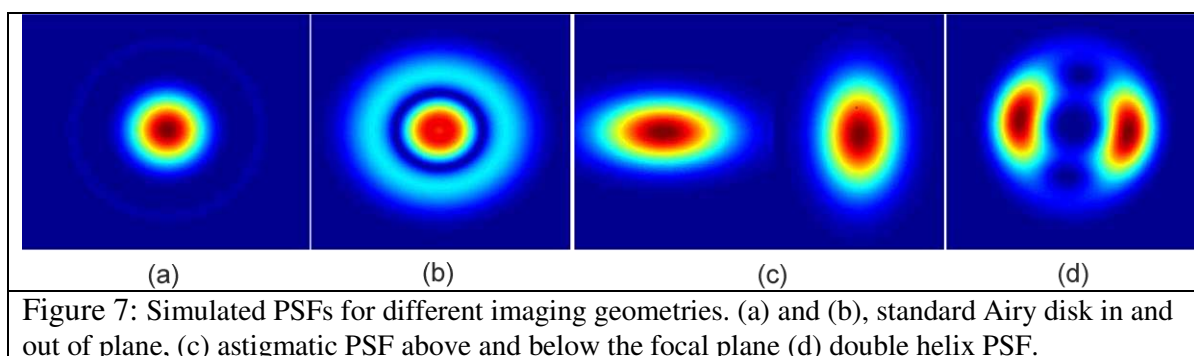 (a) (b) (c) (d)
Figure 7: Simulated PSFs for different imaging geometries. (a) and (b), standard Airy disk in and
out of plane, (c) astigmatic PSF above and below the focal plane (d) double helix PSF.